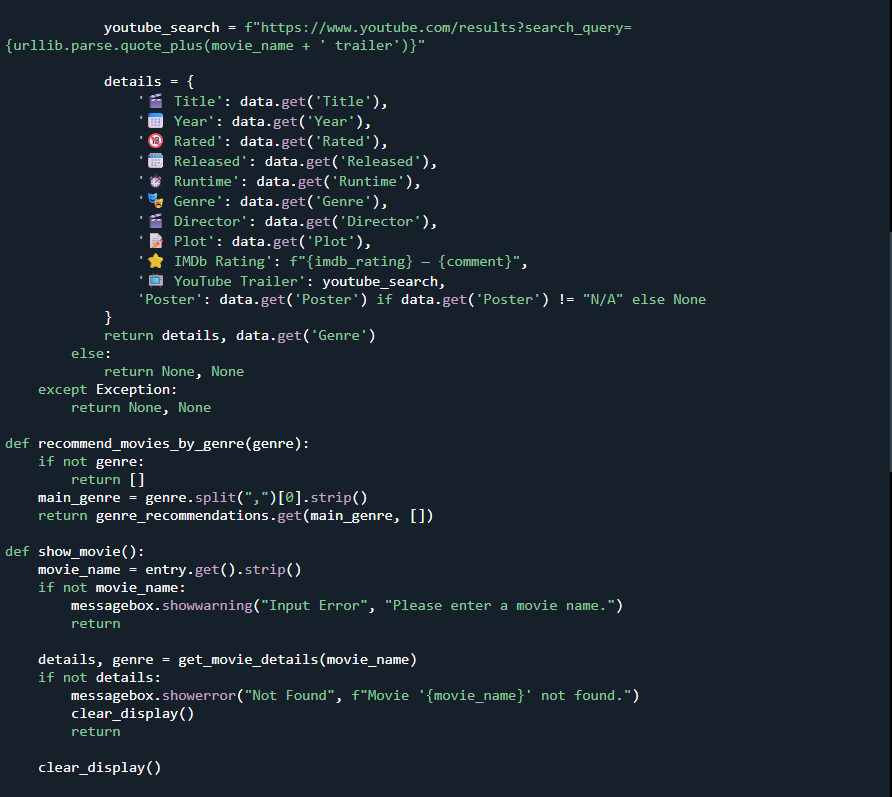 youtube_search = f"https://www.youtube.com/results?search_query=
{urllib.parse.quote_plus(movie_name + ' trailer')}"

            details = {
                '🎬 Title': data.get('Title'),
                '📅 Year': data.get('Year'),
                '🔞 Rated': data.get('Rated'),
                '🗓 Released': data.get('Released'),
                '⏱ Runtime': data.get('Runtime'),
                '🎭 Genre': data.get('Genre'),
                '🎬 Director': data.get('Director'),
                '📝 Plot': data.get('Plot'),
                '⭐ IMDb Rating': f"{imdb_rating} – {comment}",
                '📺 YouTube Trailer': youtube_search,
                'Poster': data.get('Poster') if data.get('Poster') != "N/A" else None
            }
            return details, data.get('Genre')
        else:
            return None, None
    except Exception:
        return None, None

def recommend_movies_by_genre(genre):
    if not genre:
        return []
    main_genre = genre.split(",")[0].strip()
    return genre_recommendations.get(main_genre, [])

def show_movie():
    movie_name = entry.get().strip()
    if not movie_name:
        messagebox.showwarning("Input Error", "Please enter a movie name.")
        return

    details, genre = get_movie_details(movie_name)
    if not details:
        messagebox.showerror("Not Found", f"Movie '{movie_name}' not found.")
        clear_display()
        return

    clear_display()